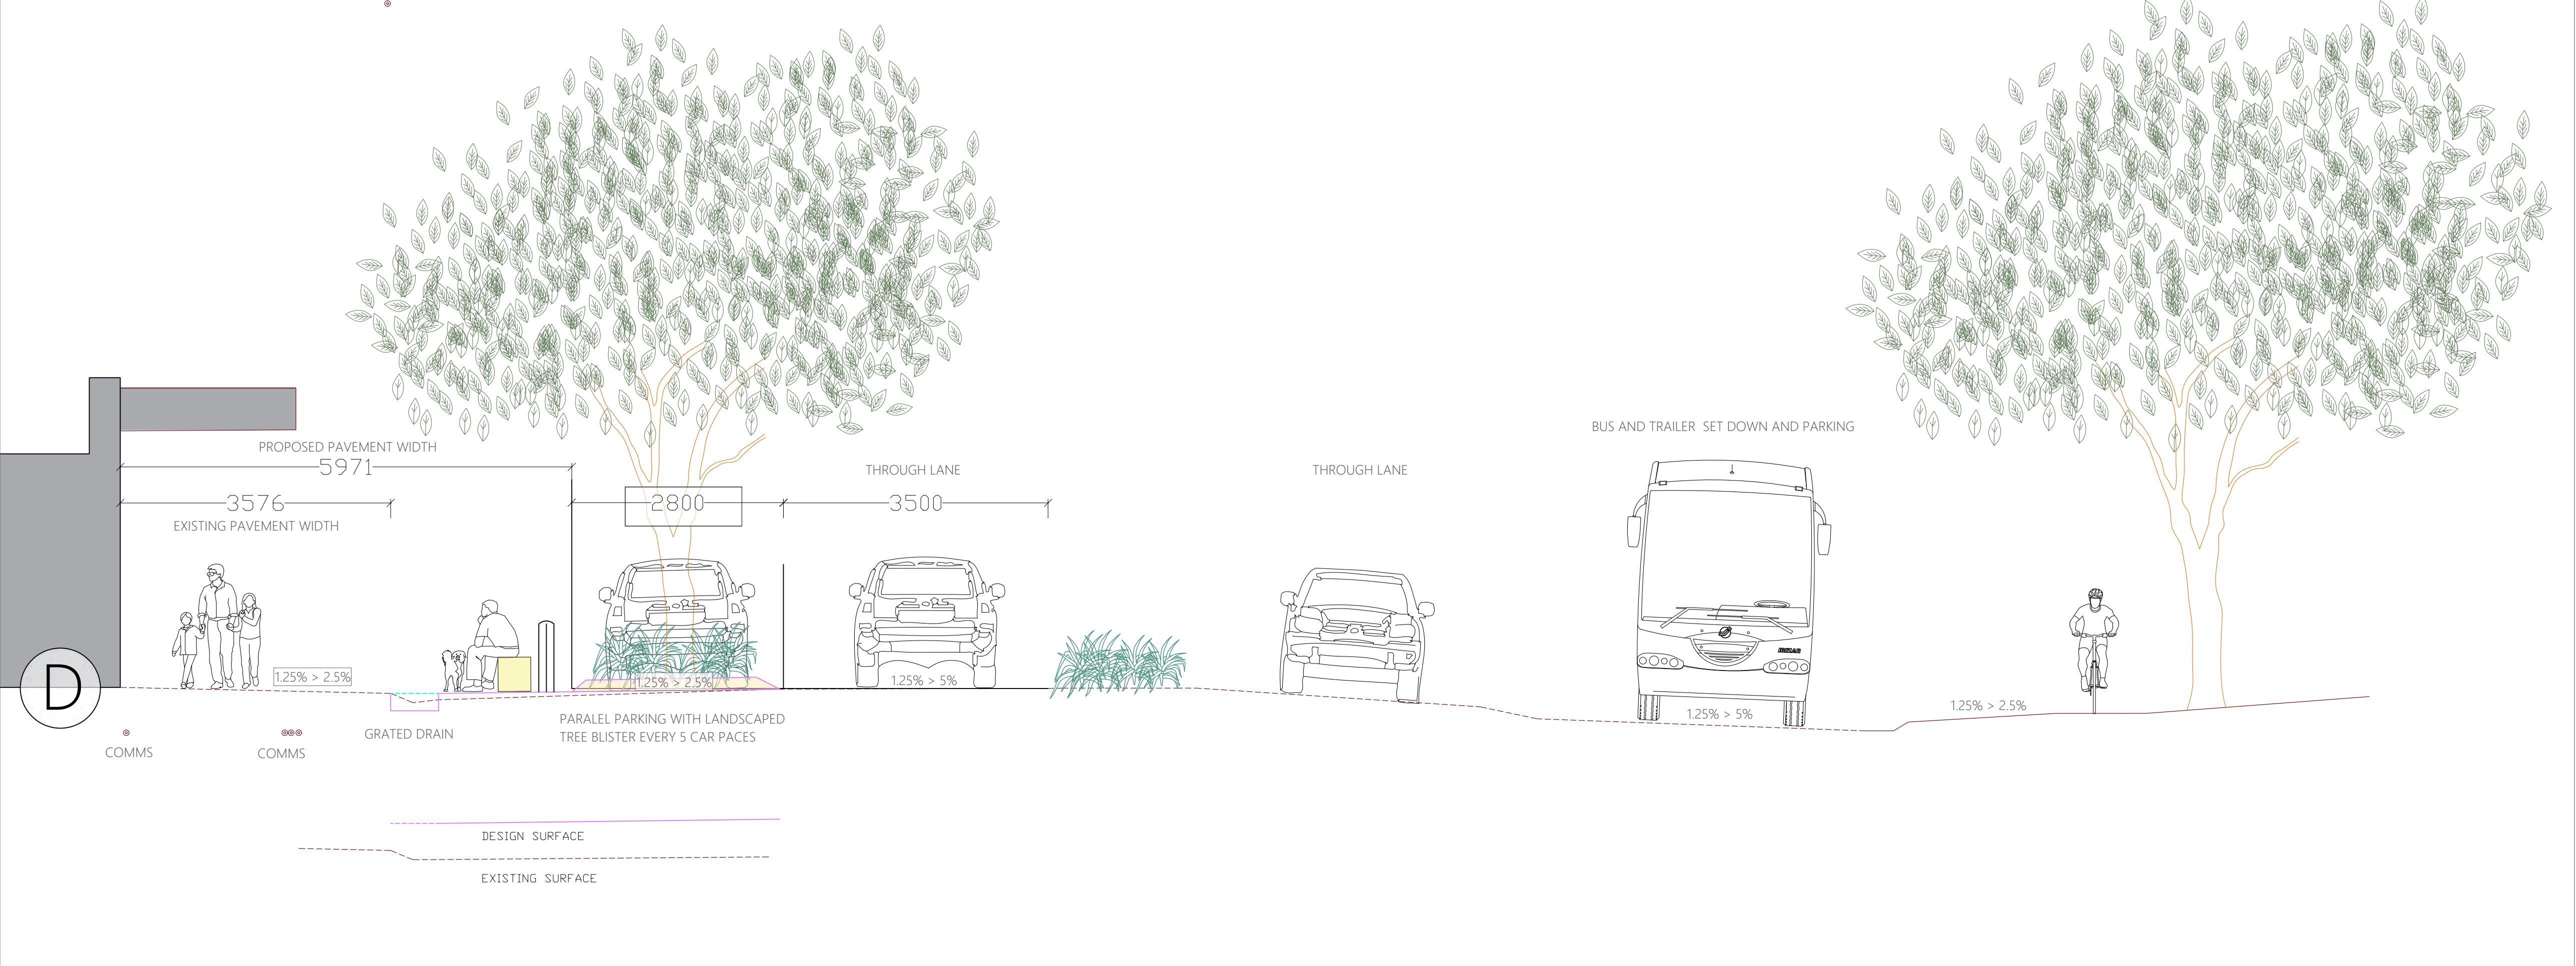 BUS AND TRAILER SET DOWN AND PARKING
PROPOSED PAVEMENT WIDTH
5971
THROUGH LANE
THROUGH LANE
3576
2800
3500
EXISTING PAVEMENT WIDTH
1.25% > 2.5%
1.25% > 2.5%
1.25% > 5%
D
1.25% > 5%
1.25% > 2.5%
COMMS
COMMS
GRATED DRAIN
PARALEL PARKING WITH LANDSCAPED
TREE BLISTER EVERY 5 CAR PACES
DESIGN SURFACE
EXISTING SURFACE